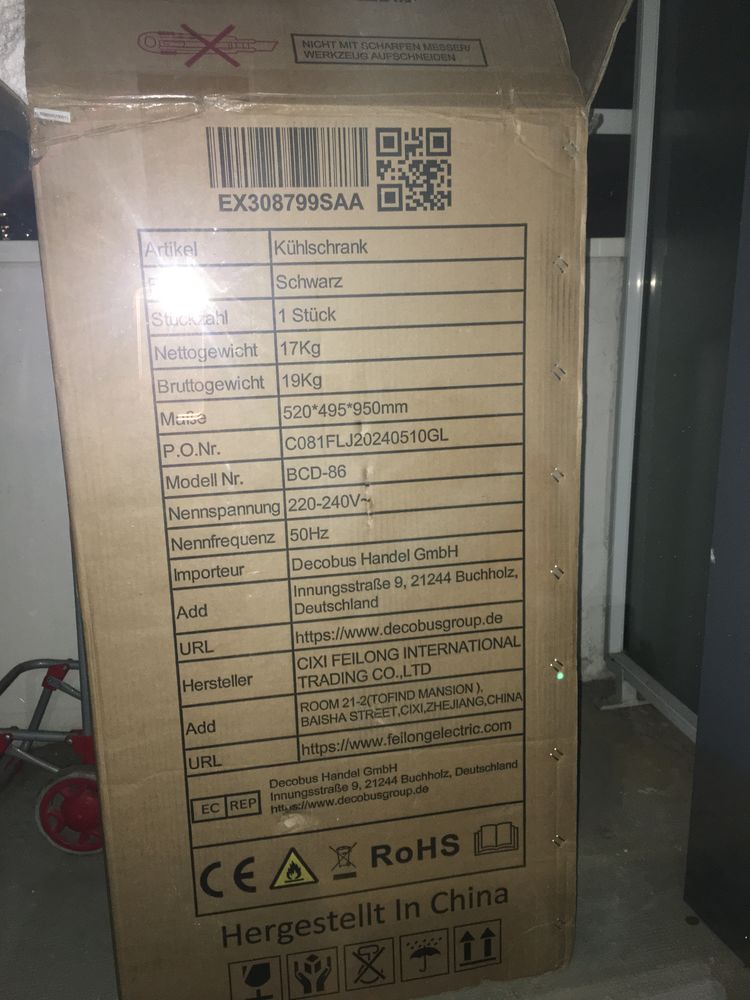 NICHT MIT SCHARFEN MESSER/
WERKZEUG AUFSCHNEIDEN
EX308799SAA
Artikel Kühlschrank
Schwarz
Stückzahl 1 Stück
Nettogewicht 17Kg
Bruttogewicht 19Kg
Maße 520*495*950mm
P.O.Nr. C081FLJ20240510GL
Modell Nr. BCD-86
Nennspannung 220-240V~
Nennfrequenz 50Hz
Importeur Decobus Handel GmbH
Add Innungsstraße 9, 21244 Buchholz,
Deutschland
URL https://www.decobusgroup.de
Hersteller CIXI FEILONG INTERNATIONAL
TRADING CO.,LTD
Add ROOM 21-2(TOFIND MANSION ),
BAISHA STREET,CIXI,ZHEJIANG,CHINA
URL https://www.feilongelectric.com
EC REP Decobus Handel GmbH
Innungsstraße 9, 21244 Buchholz, Deutschland
https://www.decobusgroup.de
CE RoHS
Hergestellt In China